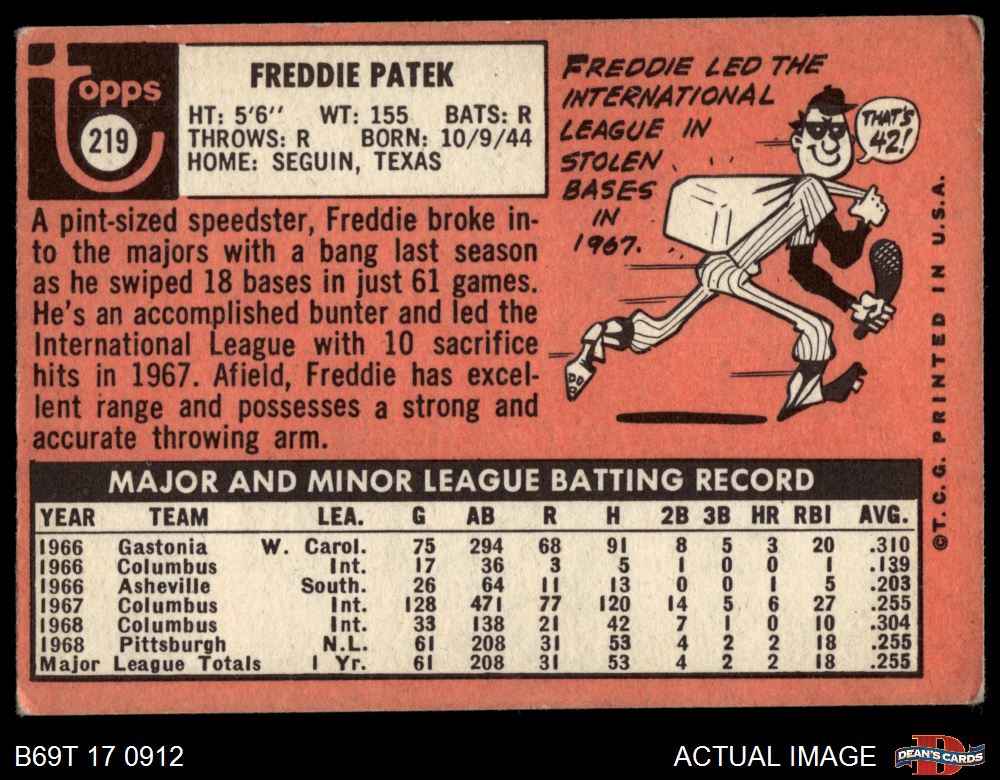 topps
219
FREDDIE PATEK
HT: 5'6" WT: 155 BATS: R
THROWS: R BORN: 10/9/44
HOME: SEGUIN, TEXAS
A pint-sized speedster, Freddie broke in-
to the majors with a bang last season
as he swiped 18 bases in just 61 games.
He's an accomplished bunter and led the
International League with 10 sacrifice
hits in 1967. Afield, Freddie has excel-
lent range and possesses a strong and
accurate throwing arm.
FREDDIE LED THE
INTERNATIONAL
LEAGUE IN
STOLEN
BASES
IN
1967.
THAT'S
42!
©T. C. G. PRINTED IN U.S.A.
MAJOR AND MINOR LEAGUE BATTING RECORD
YEAR TEAM LEA. G AB R H 2B 3B HR RBI AVG.
1966 Gastonia W. Carol. 75 294 68 91 8 5 3 20 .310
1966 Columbus Int. 17 36 3 5 1 0 0 1 .139
1966 Asheville South. 26 64 11 13 0 0 1 5 .203
1967 Columbus Int. 128 471 77 120 14 5 6 27 .255
1968 Columbus Int. 33 138 21 42 7 1 0 10 .304
1968 Pittsburgh N.L. 61 208 31 53 4 2 2 18 .255
Major League Totals 1 Yr. 61 208 31 53 4 2 2 18 .255
B69T 17 0912
ACTUAL IMAGE
DEAN'S CARDS